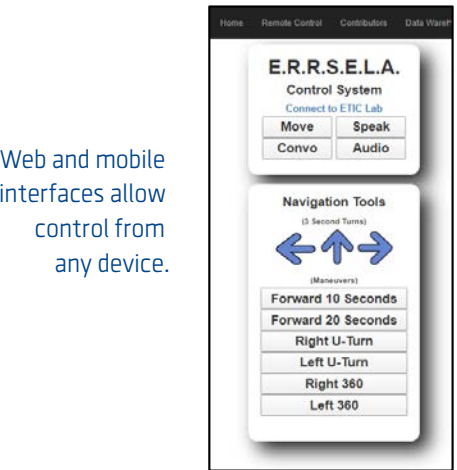 Web and mobile
interfaces allow
control from
any device.
Home Remote Control Contributors
E.R.R.S.E.L.A.
Control System
Connect to ETIC Lab
Move Speak
Convo Audio
Navigation Tools
(3 Second Turns)
(Maneuvers)
Forward 10 Seconds
Forward 20 Seconds
Right U-Turn
Left U-Turn
Right 360
Left 360